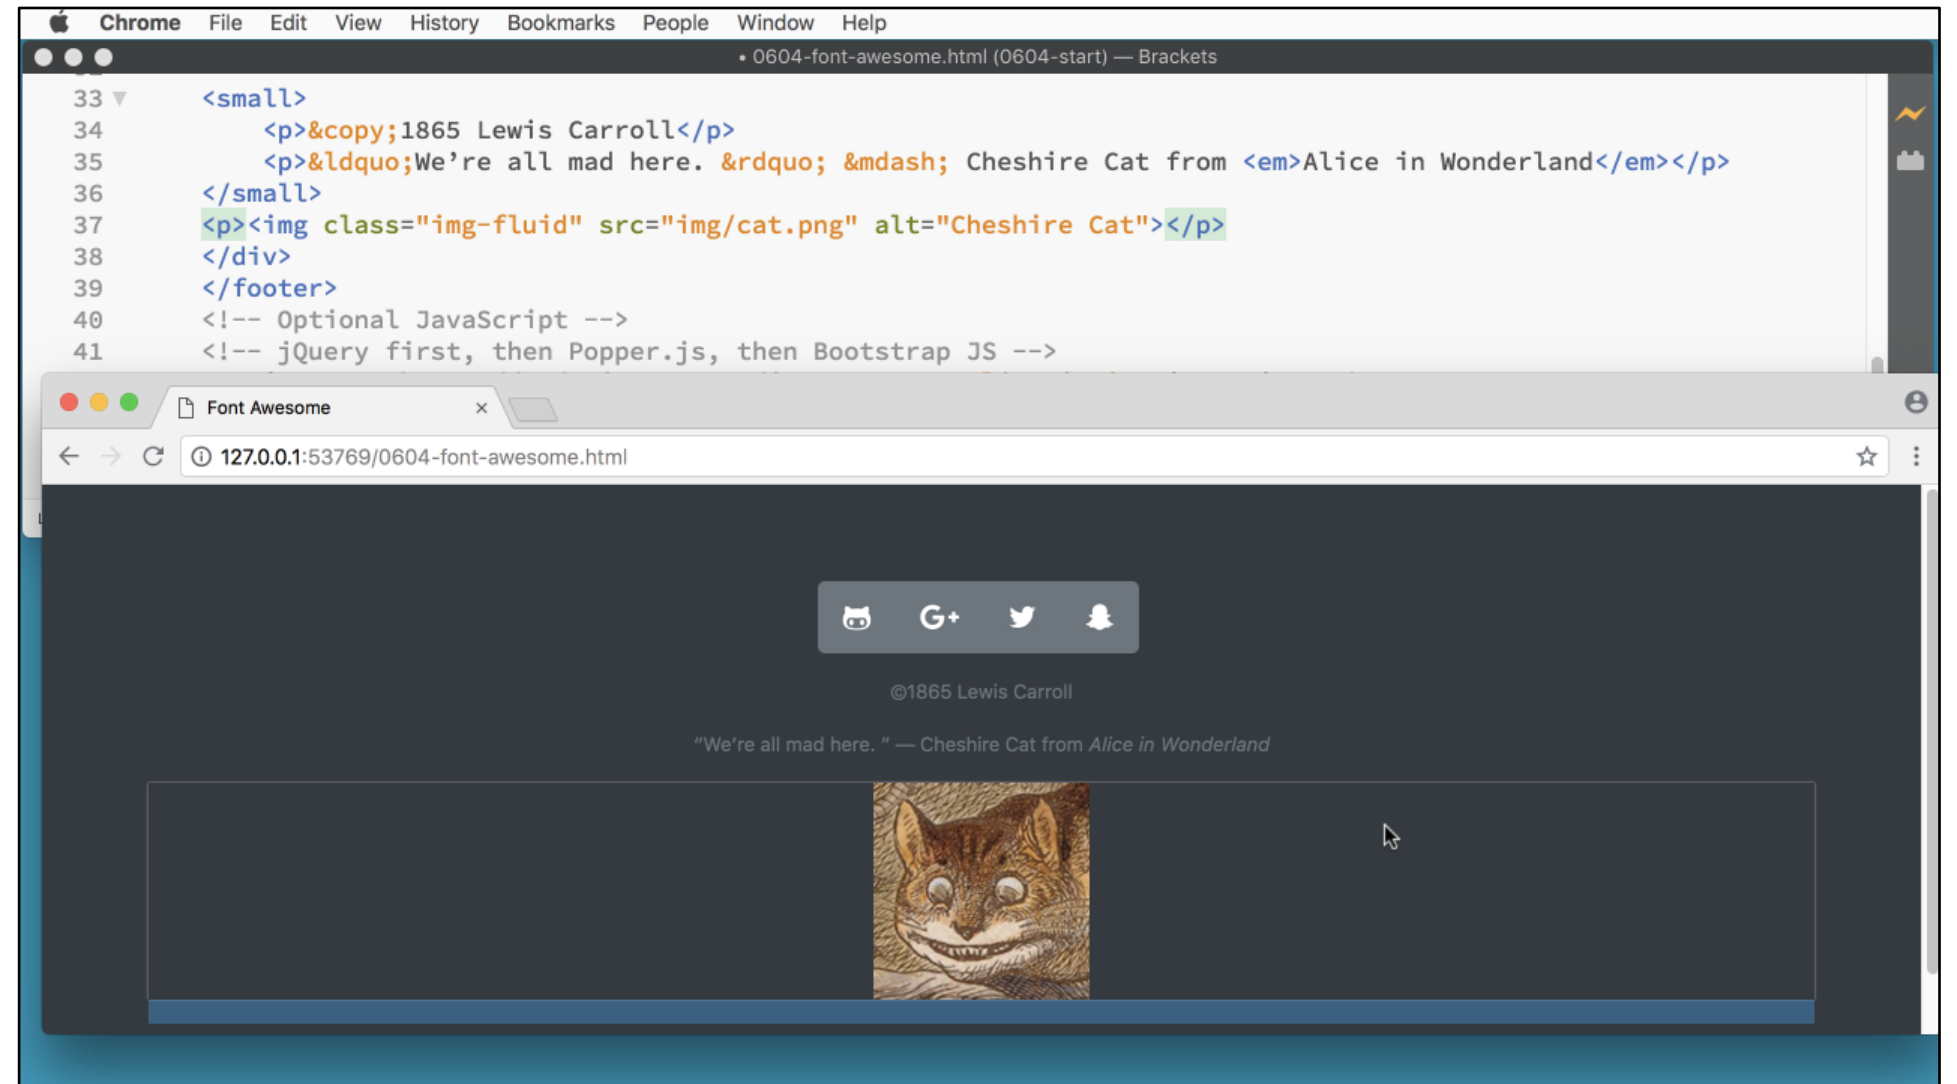 Chrome File Edit View History Bookmarks People Window Help
• 0604-font-awesome.html (0604-start) — Brackets
33 <small>
34 <p>&copy;1865 Lewis Carroll</p>
35 <p>&ldquo;We’re all mad here. &rdquo; &mdash; Cheshire Cat from <em>Alice in Wonderland</em></p>
36 </small>
37 <p><img class="img-fluid" src="img/cat.png" alt="Cheshire Cat"></p>
38 </div>
39 </footer>
40 <!-- Optional JavaScript -->
41 <!-- jQuery first, then Popper.js, then Bootstrap JS -->
Font Awesome
127.0.0.1:53769/0604-font-awesome.html
G+
©1865 Lewis Carroll
“We’re all mad here. ” — Cheshire Cat from Alice in Wonderland